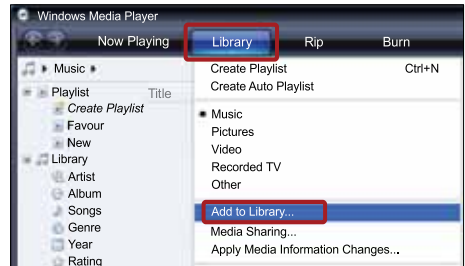 Windows Media Player
Now Playing
Library
Rip
Burn
Music
Playlist
Title
Create Playlist
Favour
New
Library
Artist
Album
Songs
Genre
Year
Rating
Create Playlist Ctrl+N
Create Auto Playlist
Music
Pictures
Video
Recorded TV
Other
Add to Library...
Media Sharing...
Apply Media Information Changes...